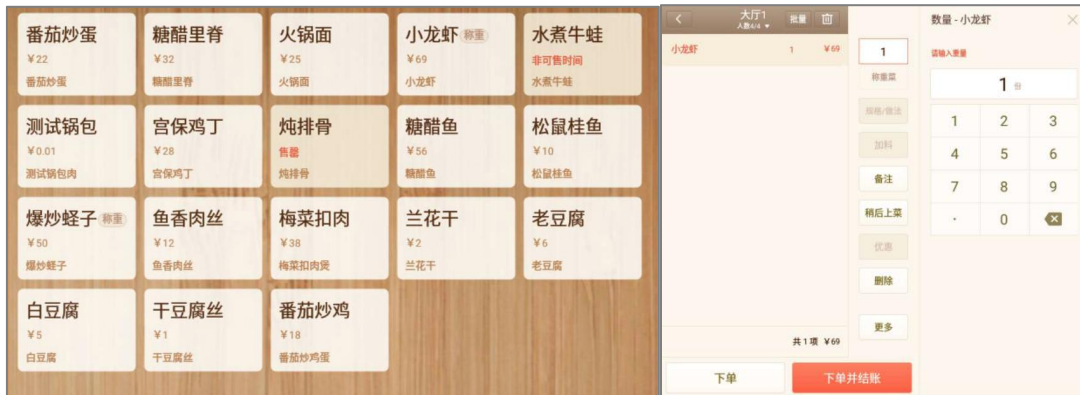 番茄炒蛋
¥22
番茄炒蛋
糖醋里脊
¥32
糖醋里脊
火锅面
¥25
火锅面
小龙虾 称重
¥69
小龙虾
水煮牛蛙
非可售时间
水煮牛蛙
测试锅包
¥0.01
测试锅包肉
宫保鸡丁
¥28
宫保鸡丁
炖排骨
售罄
炖排骨
糖醋鱼
¥56
糖醋鱼
松鼠桂鱼
¥10
松鼠桂鱼
爆炒蛏子 称重
¥50
爆炒蛏子
鱼香肉丝
¥12
鱼香肉丝
梅菜扣肉
¥38
梅菜扣肉煲
兰花干
¥2
兰花干
老豆腐
¥6
老豆腐
白豆腐
¥5
白豆腐
干豆腐丝
¥1
干豆腐丝
番茄炒鸡
¥18
番茄炒鸡蛋
大厅1
人数4/4
批量
小龙虾 1 ¥69
共1项 ¥69
下单
下单并结账
1
称重菜
规格/做法
加料
备注
稍后上菜
优惠
删除
更多
数量-小龙虾
请输入重量
1 份
1 2 3
4 5 6
7 8 9
. 0